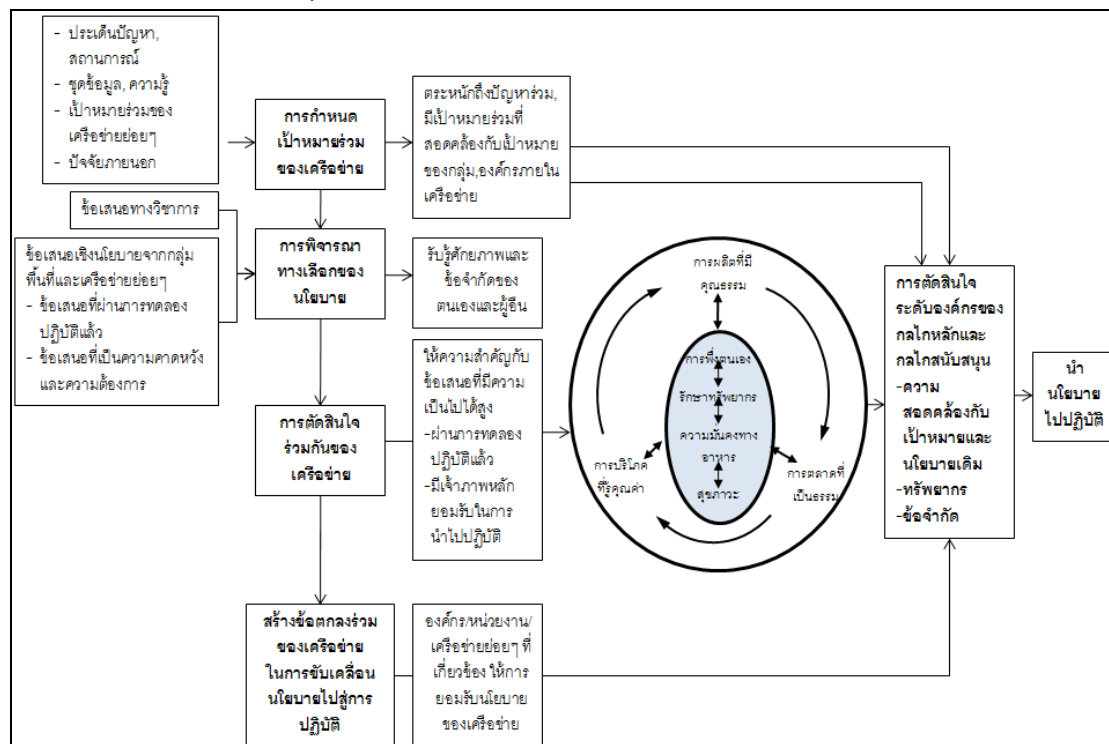 - ประเด็นปัญหา,
สถานการณ์
- ชุดข้อมูล, ความรู้
- เป้าหมายร่วมของ
เครือข่ายย่อยๆ
- ปัจจัยภายนอก
การกำหนด
เป้าหมายร่วม
ของเครือข่าย
ตระหนักถึงปัญหาร่วม,
มีเป้าหมายร่วมที่
สอดคล้องกับเป้าหมาย
ของกลุ่ม,องค์กรภายใน
เครือข่าย
ข้อเสนอทางวิชาการ
ข้อเสนอเชิงนโยบายจากกลุ่ม
พื้นที่และเครือข่ายย่อยๆ
- ข้อเสนอที่ผ่านการทดลอง
ปฏิบัติแล้ว
- ข้อเสนอที่เป็นความคาดหวัง
และความต้องการ
การพิจารณา
ทางเลือกของ
นโยบาย
รับรู้ศักยภาพและ
ข้อจำกัดของ
ตนเองและผู้อื่น
การตัดสินใจ
ร่วมกันของ
เครือข่าย
ให้ความสำคัญกับ
ข้อเสนอที่มีความ
เป็นไปได้สูง
-ผ่านการทดลอง
ปฏิบัติแล้ว
-มีเจ้าภาพหลัก
ยอมรับในการ
นำไปปฏิบัติ
การผลิตที่มี
คุณธรรม
การพึ่งตนเอง
รักษาทรัพยากร
ความมั่นคงทาง
อาหาร
สุขภาวะ
การบริโภค
ที่รู้คุณค่า
การตลาดที่
เป็นธรรม
การตัดสินใจ
ระดับองค์กรของ
กลไกหลักและ
กลไกสนับสนุน
-ความ
สอดคล้องกับ
เป้าหมายและ
นโยบายเดิม
-ทรัพยากร
-ข้อจำกัด
นำ
นโยบาย
ไปปฏิบัติ
สร้างข้อตกลงร่วม
ของเครือข่าย
ในการขับเคลื่อน
นโยบายไปสู่การ
ปฏิบัติ
องค์กร/หน่วยงาน/
เครือข่ายย่อยๆ ที่
เกี่ยวข้อง ให้การ
ยอมรับนโยบาย
ของเครือข่าย